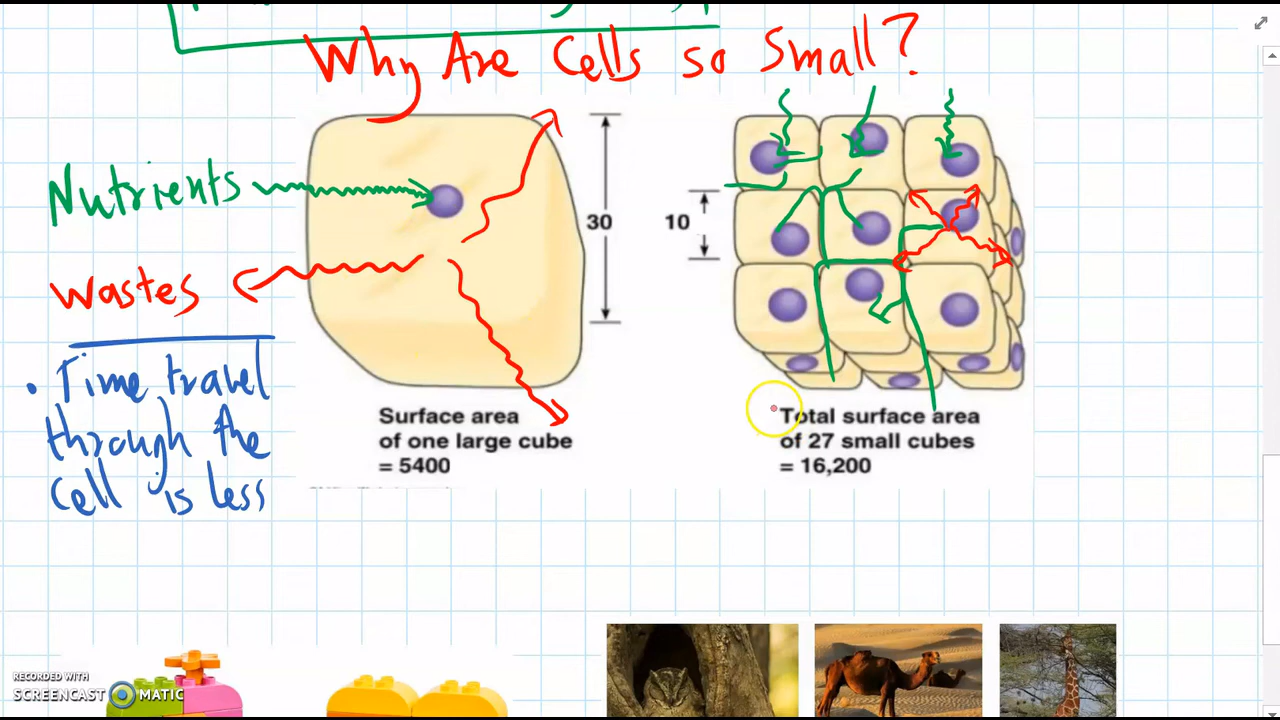 Why Are Cells so Small?
Nutrients
Wastes
• Time travel
through the
cell is less
30
10
Surface area
of one large cube
= 5400
Total surface area
of 27 small cubes
= 16,200
RECORDED WITH
SCREENCAST MATIC